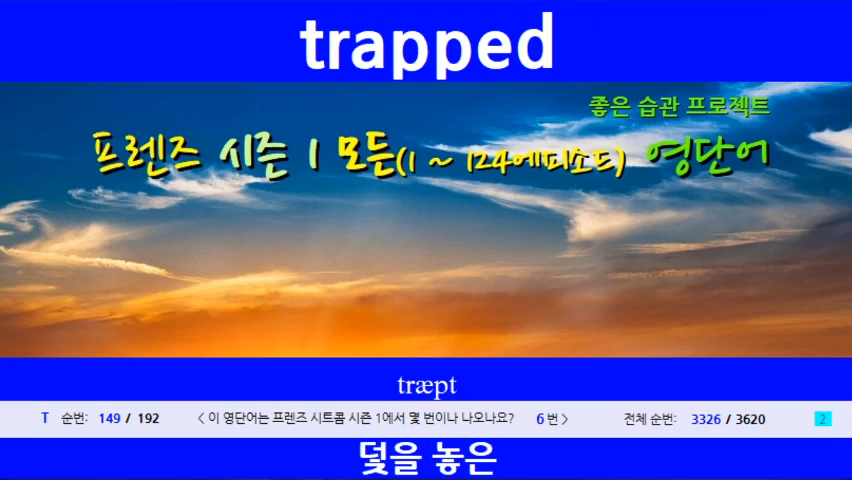 trapped
좋은 습관 프로젝트
프렌즈 시즌 1 모든(1 ~ 124에피소드) 영단어
træpt
T 순번: 149 / 192 < 이 영단어는 프렌즈 시트콤 시즌 1에서 몇 번이나 나오나요? 6 번 > 전체 순번: 3326 / 3620 2
덫을 놓은